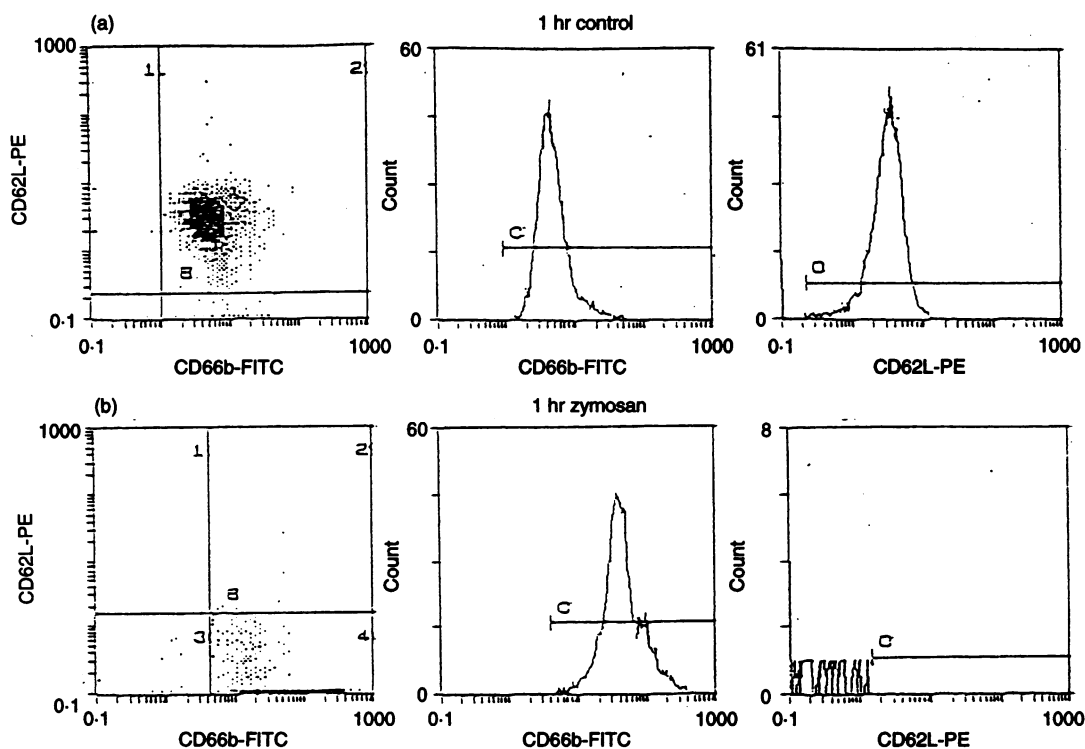 (a)
1 hr control
1000
1
2
B
0·1
CD62L-PE
0·1
1000
CD66b-FITC
60
C
0
Count
0·1
1000
CD66b-FITC
61
0
Count
0·1
1000
CD62L-PE
(b)
1 hr zymosan
1000
1
2
B
3
4
0·1
CD62L-PE
0·1
1000
CD66b-FITC
60
C
0
Count
0·1
1000
CD66b-FITC
8
C
0
Count
0·1
1000
CD62L-PE